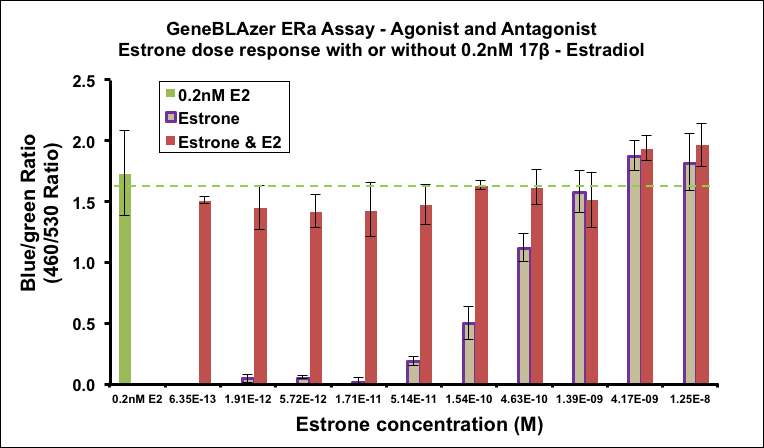 GeneBLAzer ERa Assay - Agonist and Antagonist
Estrone dose response with or without 0.2nM 17β - Estradiol
2.5
2.0
1.5
1.0
0.5
0.0
Blue/green Ratio
(460/530 Ratio)
0.2nM E2
Estrone
Estrone & E2
0.2nM E2 6.35E-13 1.91E-12 5.72E-12 1.71E-11 5.14E-11 1.54E-10 4.63E-10 1.39E-09 4.17E-09 1.25E-8
Estrone concentration (M)